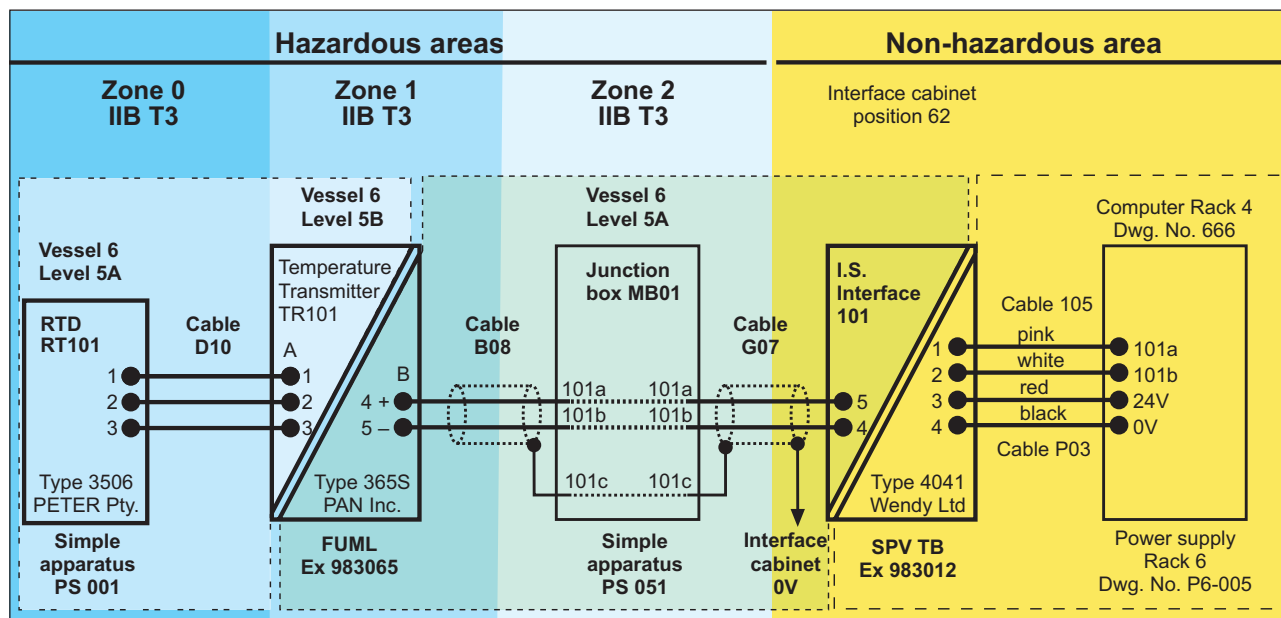 Hazardous areas
Non-hazardous area
Zone 0
IIB T3
Zone 1
IIB T3
Zone 2
IIB T3
Interface cabinet
position 62
Vessel 6
Level 5A
RTD
RT101
1
2
3
Type 3506
PETER Pty.
Simple
apparatus
PS 001
Cable
D10
Vessel 6
Level 5B
Temperature
Transmitter
TR101
A
1
2
3
B
4 +
5 –
Type 365S
PAN Inc.
FUML
Ex 983065
Cable
B08
Vessel 6
Level 5A
Junction
box MB01
101a 101a
101b 101b
101c 101c
Simple
apparatus
PS 051
Cable
G07
Interface
cabinet
0V
I.S.
Interface
101
5
4
1
2
3
4
Type 4041
Wendy Ltd
SPV TB
Ex 983012
Cable 105
pink
white
red
black
Cable P03
Computer Rack 4
Dwg. No. 666
101a
101b
24V
0V
Power supply
Rack 6
Dwg. No. P6-005